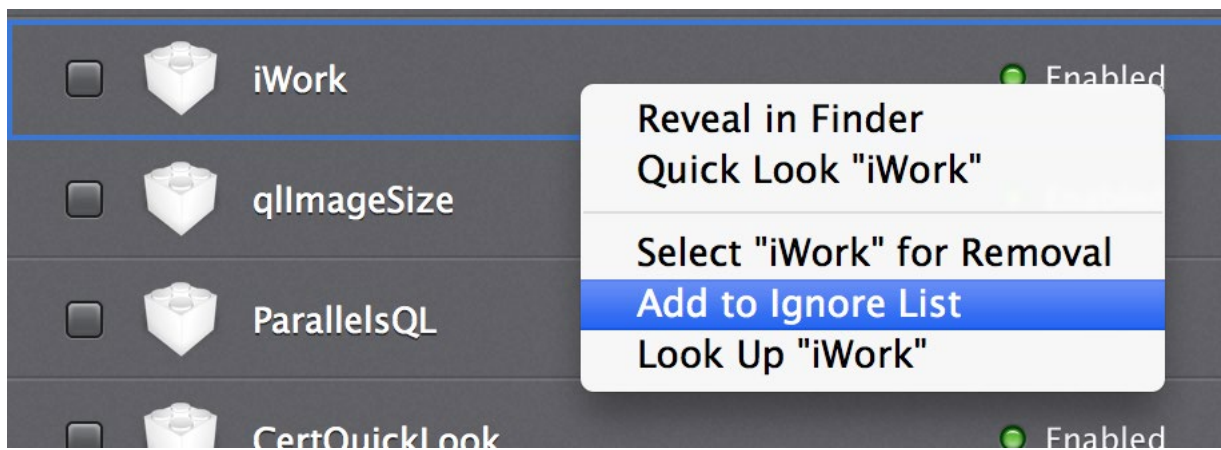 iWork
Enabled
Reveal in Finder
Quick Look "iWork"
qlImageSize
Select "iWork" for Removal
Add to Ignore List
ParallelsQL
Look Up "iWork"
CertQuickLook
Enabled